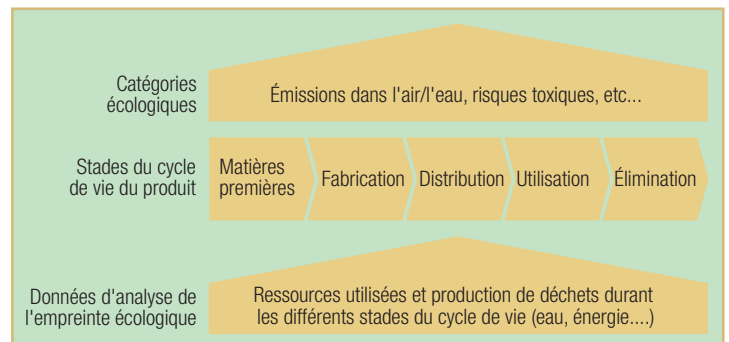 Catégories
écologiques
Émissions dans l'air/l'eau, risques toxiques, etc...
Stades du cycle
de vie du produit
Matières
premières
Fabrication
Distribution
Utilisation
Élimination
Données d'analyse de
l'empreinte écologique
Ressources utilisées et production de déchets durant
les différents stades du cycle de vie (eau, énergie....)